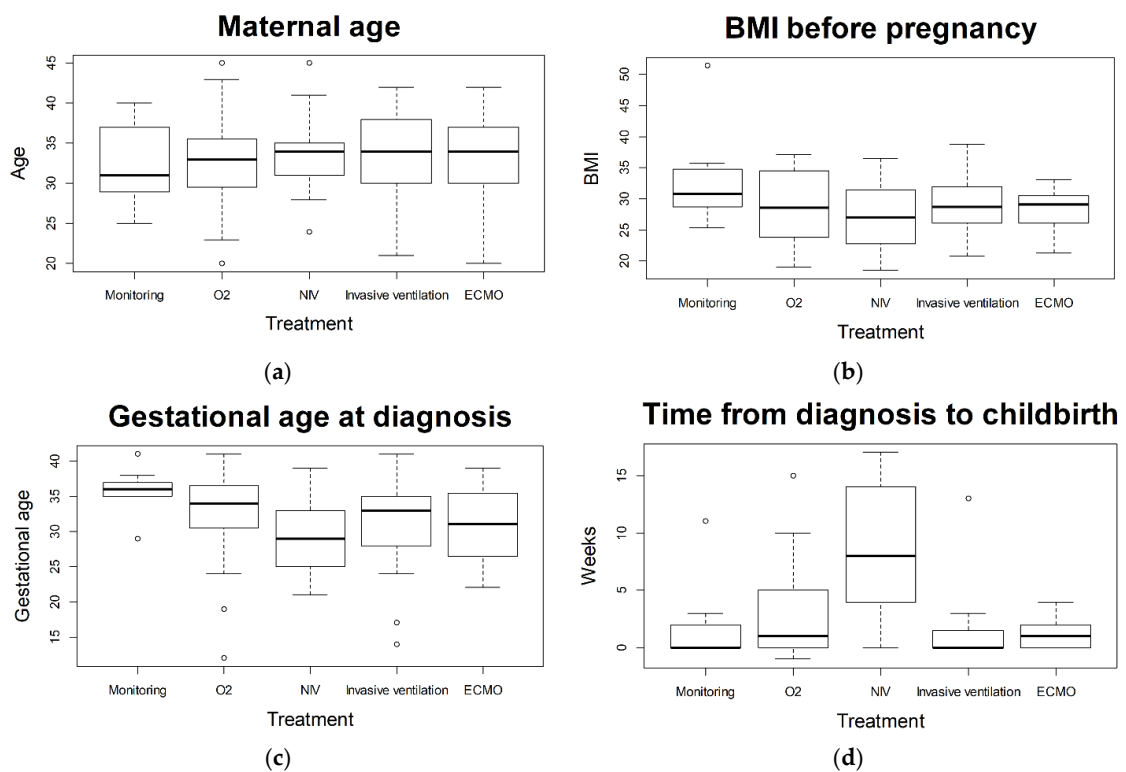 Maternal age
Age
45
40
35
30
25
20
Monitoring O2 NIV Invasive ventilation ECMO
Treatment
(a)
BMI before pregnancy
BMI
50
45
40
35
30
25
20
Monitoring O2 NIV Invasive ventilation ECMO
Treatment
(b)
Gestational age at diagnosis
Gestational age
40
35
30
25
20
15
Monitoring O2 NIV Invasive ventilation ECMO
Treatment
(c)
Time from diagnosis to childbirth
Weeks
15
10
5
0
Monitoring O2 NIV Invasive ventilation ECMO
Treatment
(d)